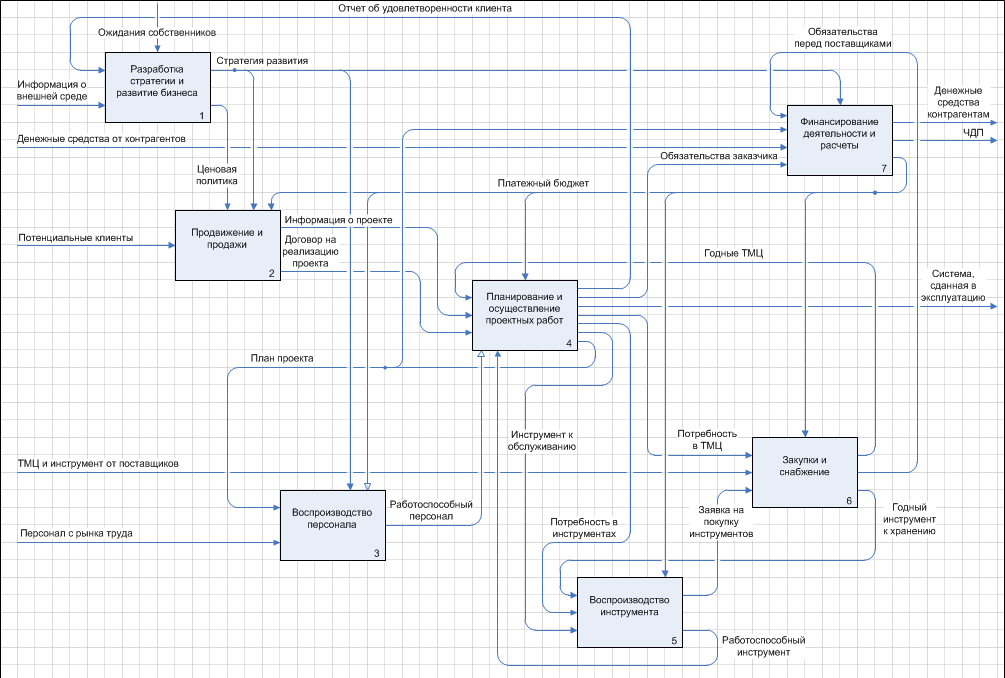 Отчет об удовлетворенности клиента
Ожидания собственников
Обязательства
перед поставщиками
Стратегия развития
Разработка
стратегии и
развитие бизнеса
1
Информация о
внешней среде
Денежные
средства
контрагентам
Финансирование
деятельности и
расчеты
7
ЧДП
Денежные средства от контрагентов
Обязательства заказчика
Ценовая
политика
Платежный бюджет
Продвижение и
продажи
2
Информация о проекте
Потенциальные клиенты
Договор на
реализацию
проекта
Годные ТМЦ
Система,
сданная в
эксплуатацию
Планирование и
осуществление
проектных работ
4
План проекта
Инструмент к
обслуживанию
Потребность
в ТМЦ
ТМЦ и инструмент от поставщиков
Закупки и
снабжение
6
Воспроизводство
персонала
3
Работоспособный
персонал
Заявка на
покупку
инструментов
Годный
инструмент
к хранению
Персонал с рынка труда
Потребность в
инструментах
Воспроизводство
инструмента
5
Работоспособный
инструмент